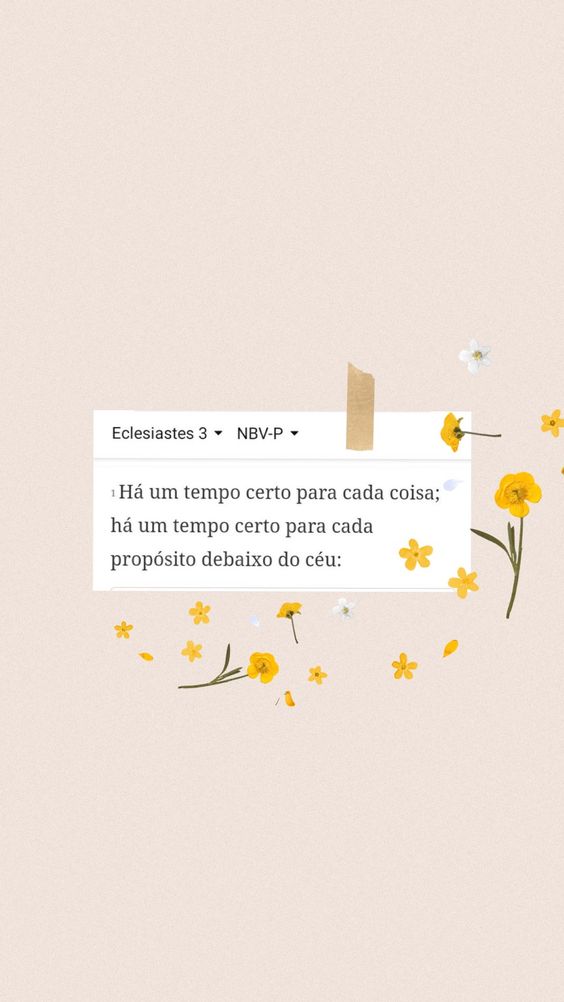 Eclesiastes 3 NBV-P
1 Há um tempo certo para cada coisa;
há um tempo certo para cada
propósito debaixo do céu: